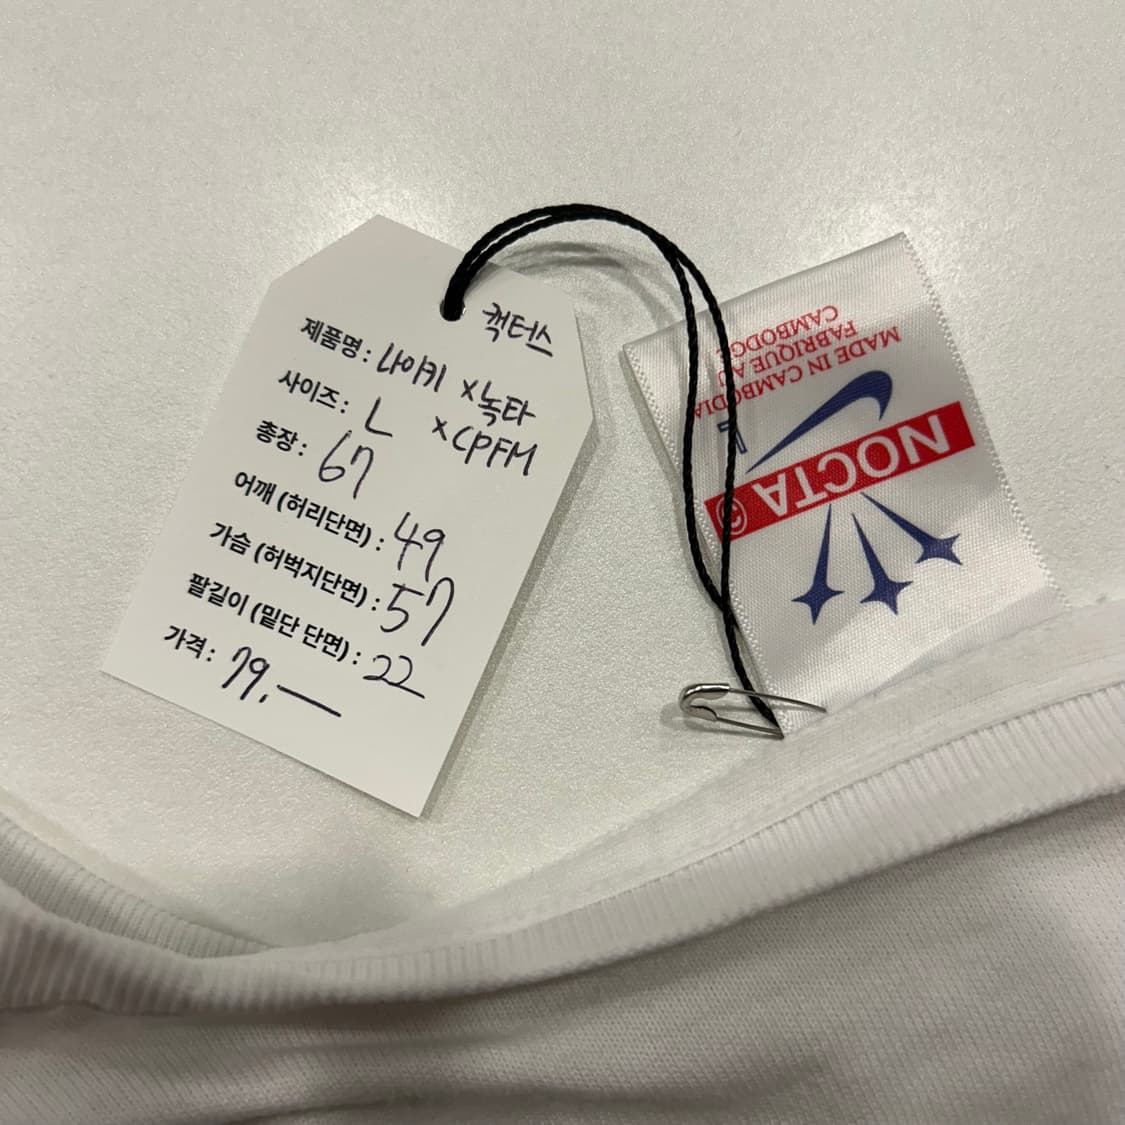 캑터스
제품명: 나이키 x녹타
xCPFM
사이즈: L
총장: 67
어깨 (허리단면) : 49
가슴 (허벅지단면) : 57
팔길이 (밑단 단면) : 22
가격: 79.—
MADE IN CAMBODIA
FABRIQUE AU
CAMBODGE
L
NOCTA ©